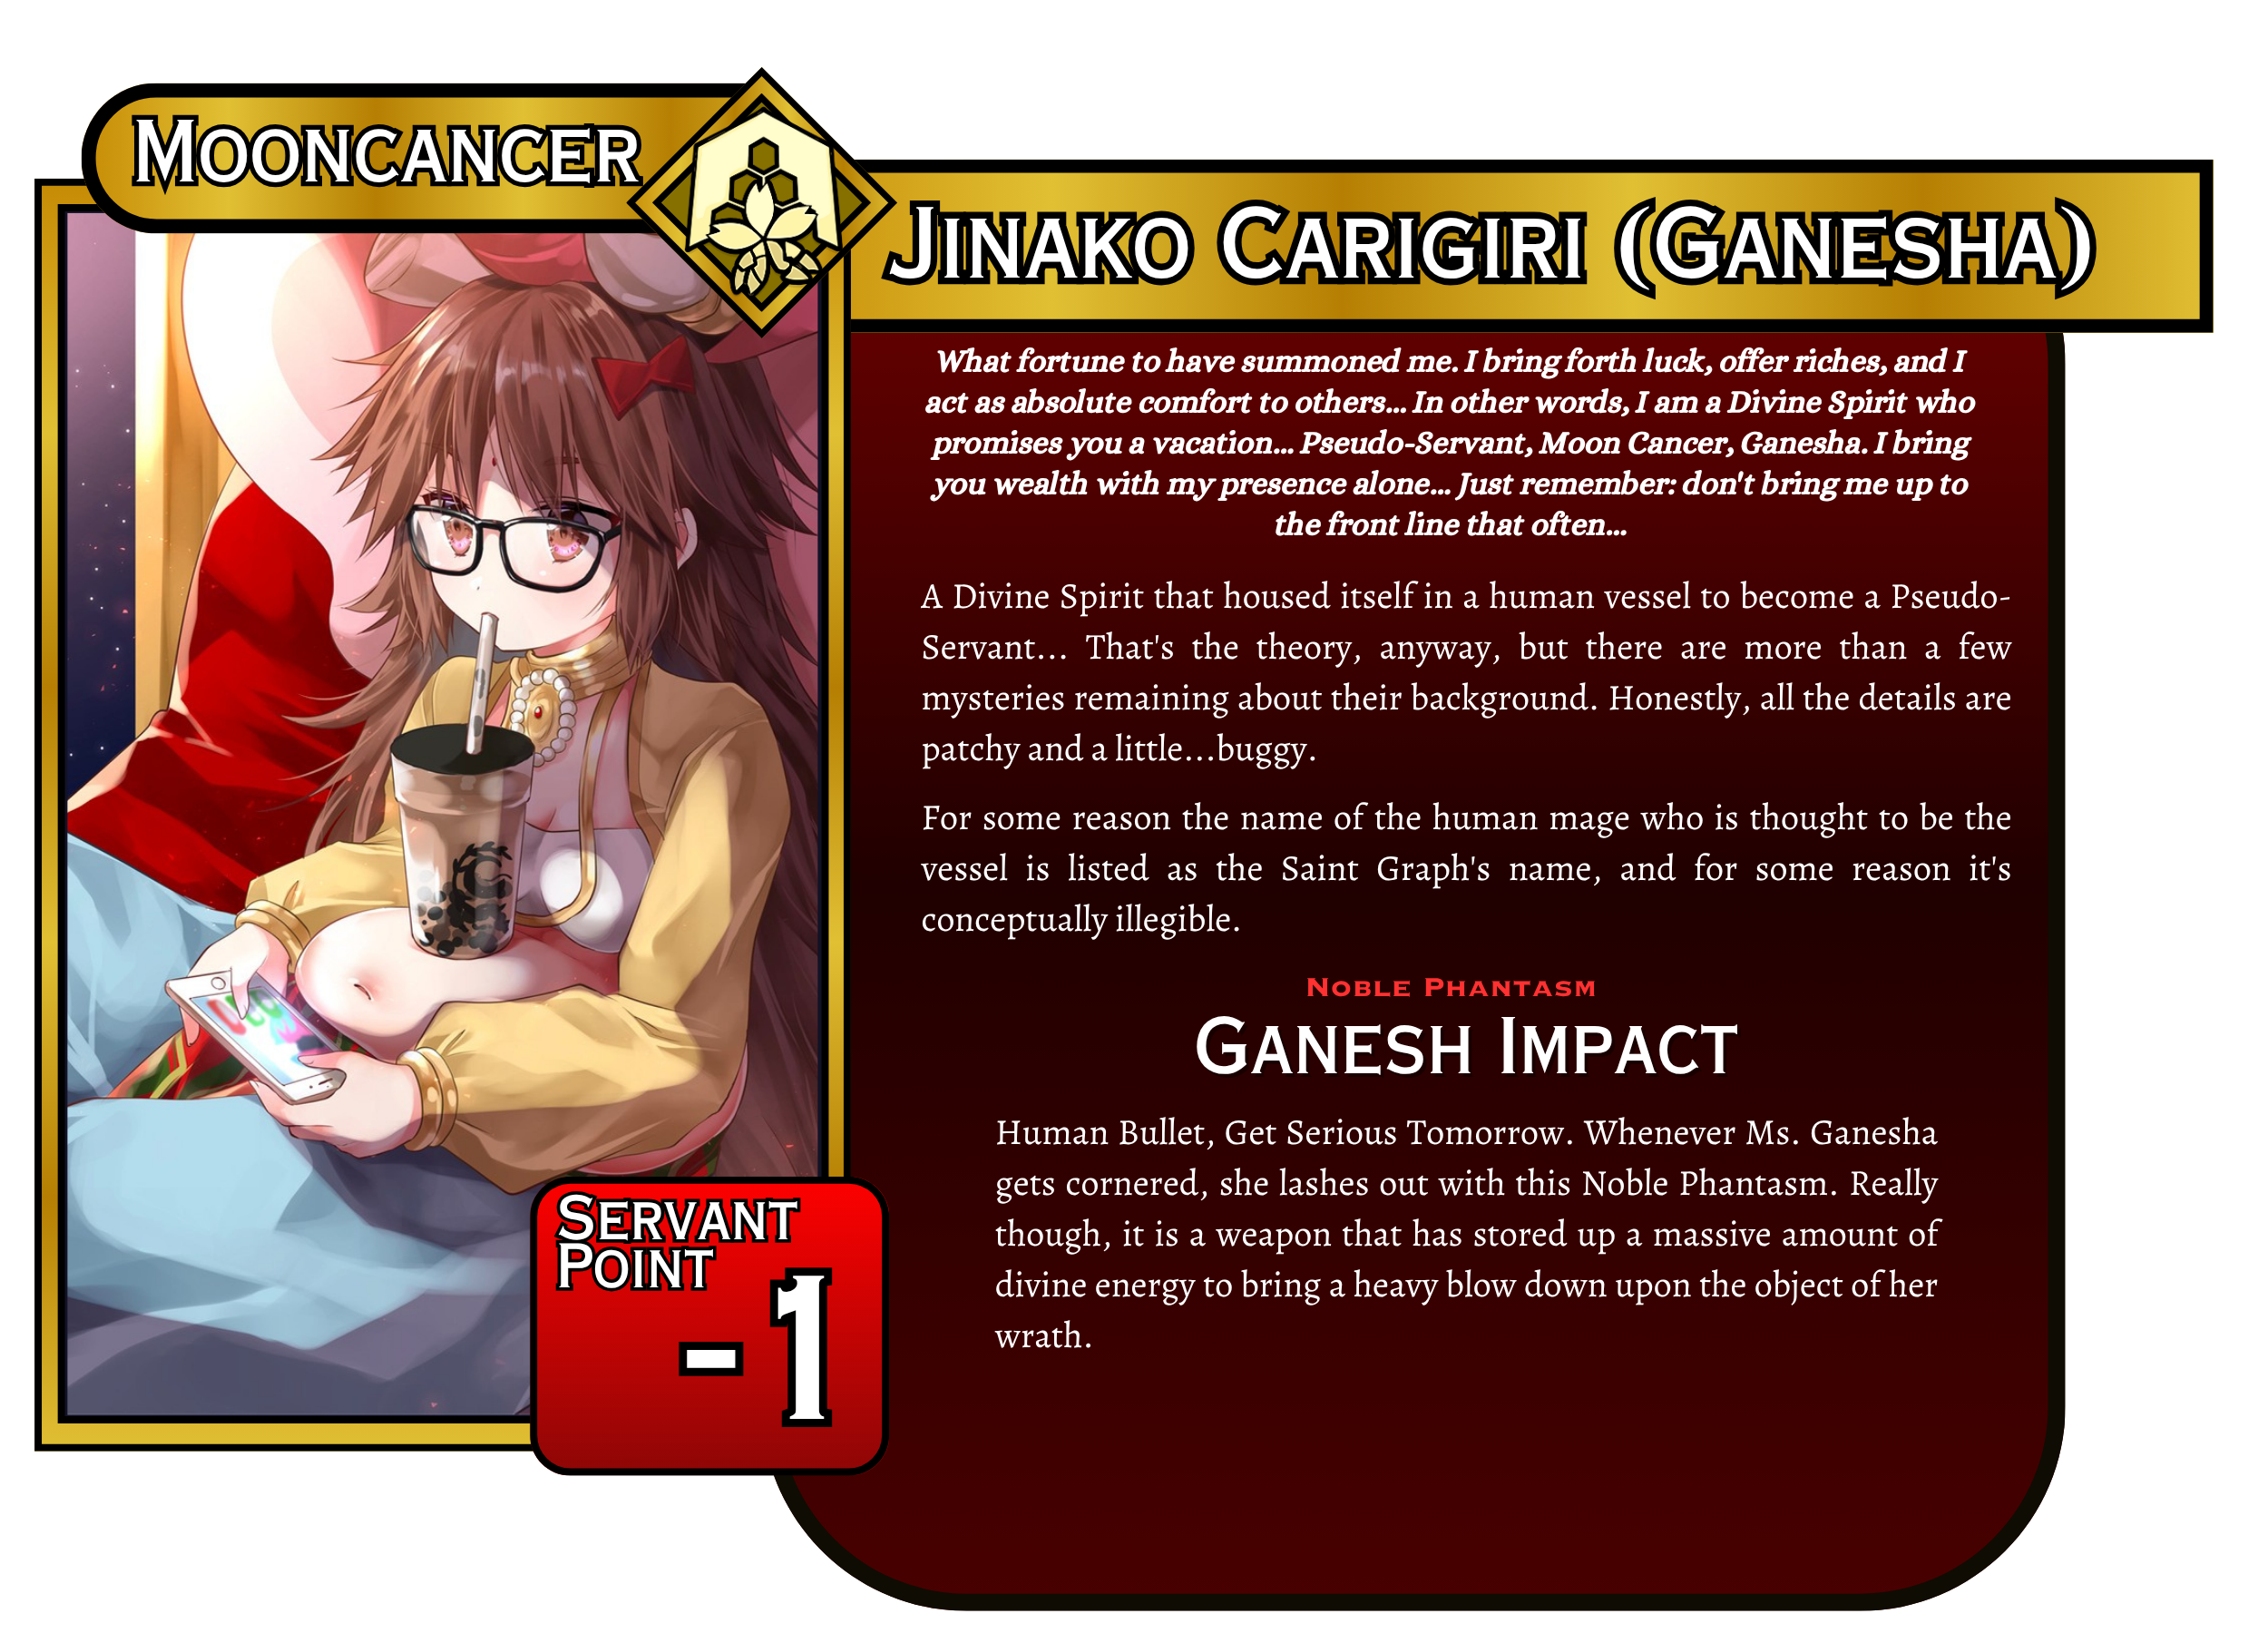 Mooncancer
Jinako Carigiri (Ganesha)
What fortune to have summoned me. I bring forth luck, offer riches, and I
act as absolute comfort to others... In other words, I am a Divine Spirit who
promises you a vacation... Pseudo-Servant, Moon Cancer, Ganesha. I bring
you wealth with my presence alone... Just remember: don't bring me up to
the front line that often...
A Divine Spirit that housed itself in a human vessel to become a Pseudo-
Servant... That's the theory, anyway, but there are more than a few
mysteries remaining about their background. Honestly, all the details are
patchy and a little...buggy.
For some reason the name of the human mage who is thought to be the
vessel is listed as the Saint Graph's name, and for some reason it's
conceptually illegible.
Noble Phantasm
Ganesh Impact
Human Bullet, Get Serious Tomorrow. Whenever Ms. Ganesha
gets cornered, she lashes out with this Noble Phantasm. Really
though, it is a weapon that has stored up a massive amount of
divine energy to bring a heavy blow down upon the object of her
wrath.
Servant
Point
-1